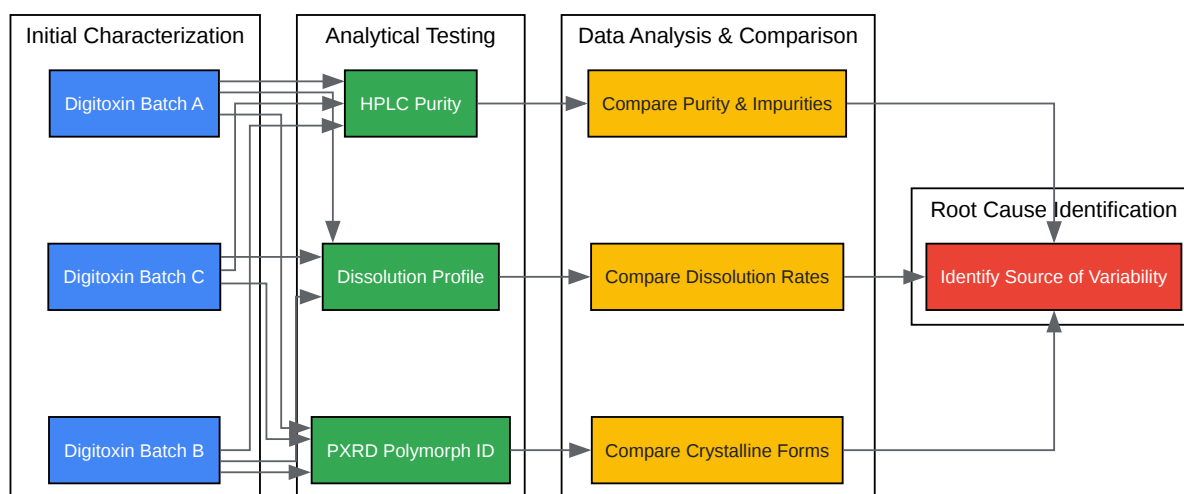 Initial Characterization
Analytical Testing
Data Analysis & Comparison
Digitoxin Batch A
HPLC Purity
Compare Purity & Impurities
Root Cause Identification
Digitoxin Batch C
Dissolution Profile
Compare Dissolution Rates
Identify Source of Variability
Digitoxin Batch B
PXRD Polymorph ID
Compare Crystalline Forms